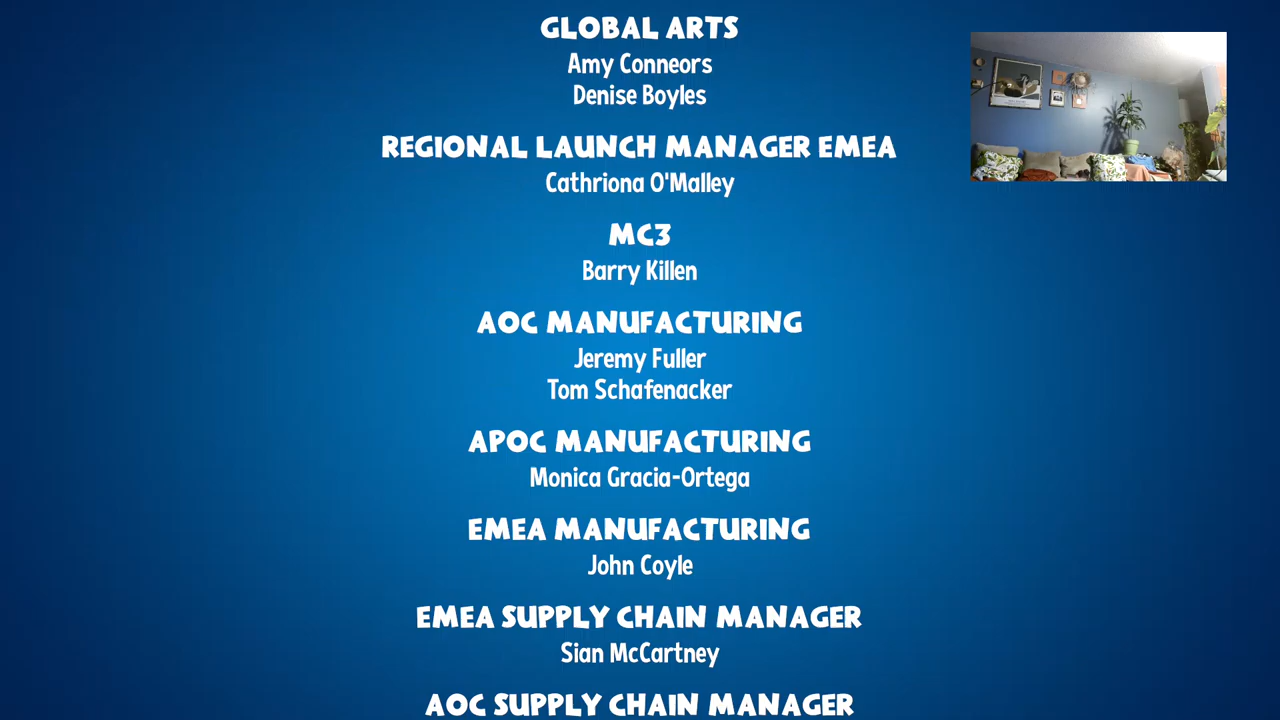 GLOBAL ARTS
Amy Conneors
Denise Boyles
REGIONAL LAUNCH MANAGER EMEA
Cathriona O'Malley
MC3
Barry Killen
AOC MANUFACTURING
Jeremy Fuller
Tom Schafenacker
APOC MANUFACTURING
Monica Gracia-Ortega
EMEA MANUFACTURING
John Coyle
EMEA SUPPLY CHAIN MANAGER
Sian McCartney
AOC SUPPLY CHAIN MANAGER